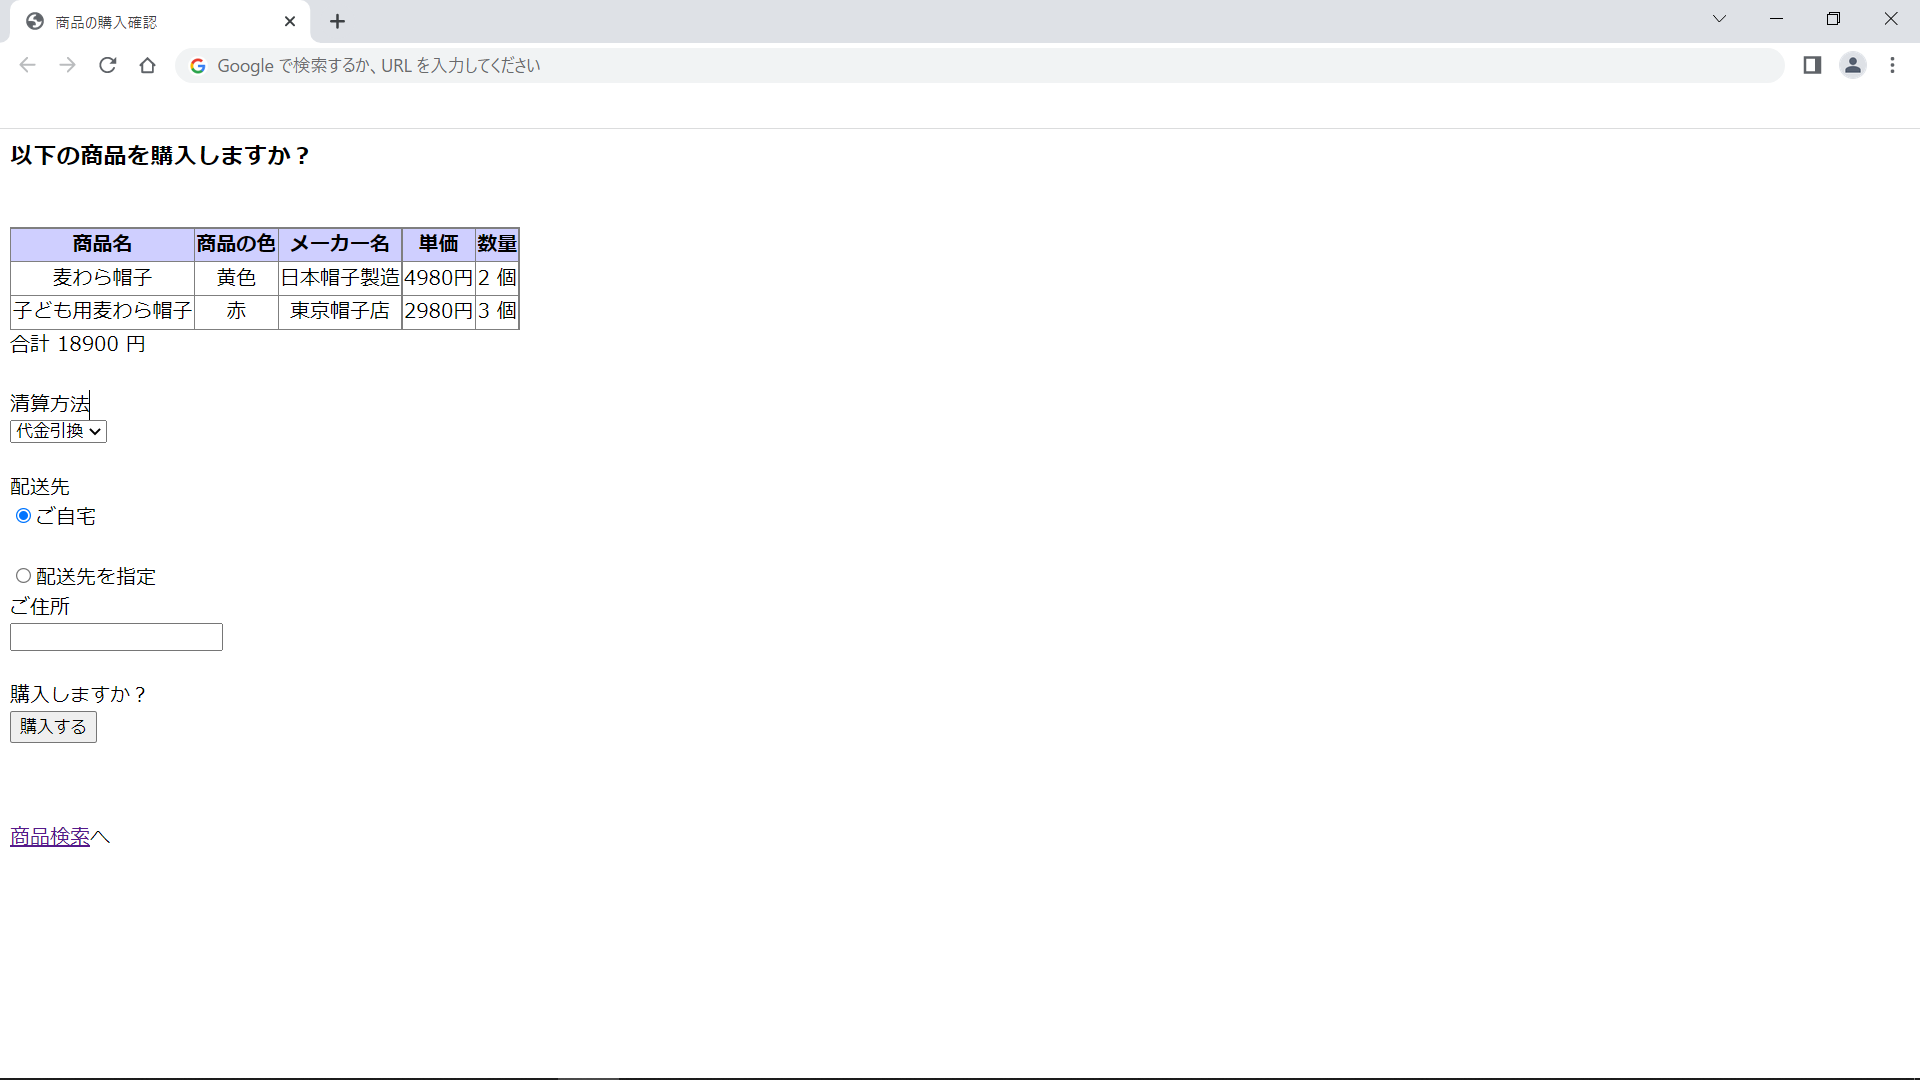 商品の購入確認
Google で検索するか、URL を入力してください
以下の商品を購入しますか？
商品名 商品の色 メーカー名 単価 数量
麦わら帽子 黄色 日本帽子製造 4980円 2 個
子ども用麦わら帽子 赤 東京帽子店 2980円 3 個
合計 18900 円
清算方法
代金引換
配送先
ご自宅
配送先を指定
ご住所
購入しますか？
購入する
商品検索へ